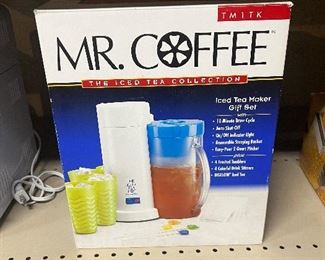 TM1TK
MR. COFFEE
THE ICED TEA COLLECTION
Iced Tea Maker
Gift Set
with
• 10 Minute Brew Cycle
• Auto Shut-Off
• On/Off Indicator Light
• Removable Steeping Basket
• Easy-Pour 2 Quart Pitcher
plus
• 4 Frosted Tumblers
• 4 Colorful Drink Stirrers
• BIGELOW Iced Tea